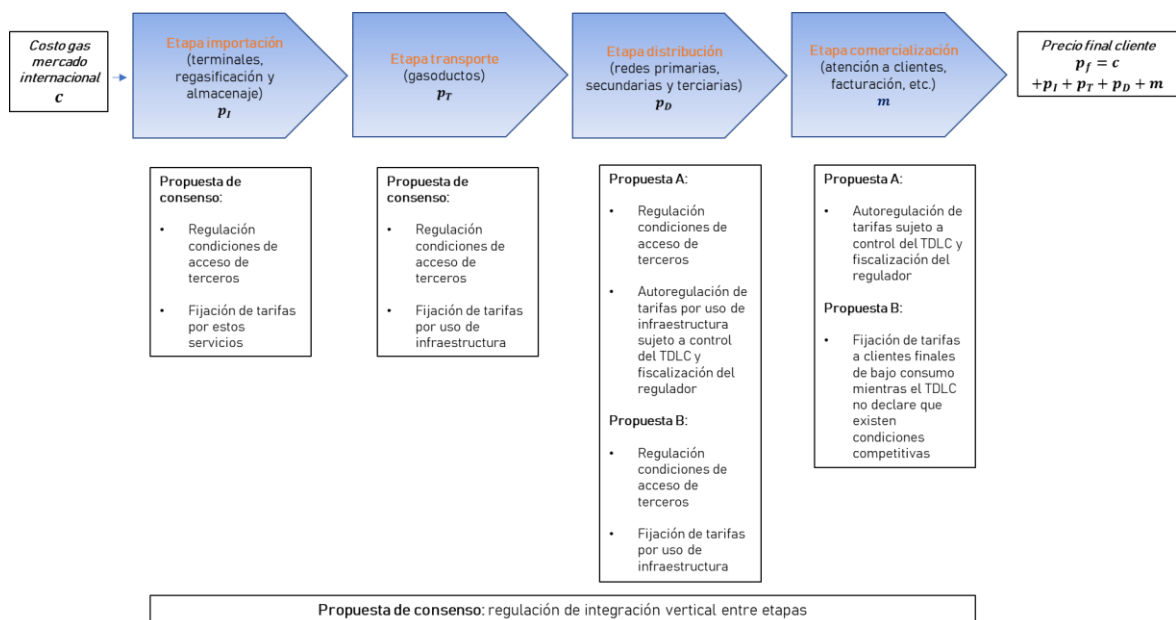 Costo gas
mercado
internacional
c
Etapa importación
(terminales,
regasificación y
almacenaje)
p_I
Etapa transporte
(gasoductos)
p_T
Etapa distribución
(redes primarias,
secundarias y terciarias)
p_D
Etapa comercialización
(atención a clientes,
facturación, etc.)
m
Precio final cliente
p_f = c
+p_I + p_T + p_D + m
Propuesta de
consenso:
• Regulación
condiciones de
acceso de
terceros
• Fijación de tarifas
por estos
servicios
Propuesta de
consenso:
• Regulación
condiciones de
acceso de
terceros
• Fijación de tarifas
por uso de
infraestructura
Propuesta A:
• Regulación
condiciones de
acceso de
terceros
• Autoregulación de
tarifas por uso de
infraestructura
sujeto a control
del TDLC y
fiscalización del
regulador
Propuesta B:
• Regulación
condiciones de
acceso de
terceros
• Fijación de
tarifas por uso de
infraestructura
Propuesta A:
• Autoregulación de
tarifas sujeto a
control del TDLC y
fiscalización del
regulador
Propuesta B:
• Fijación de tarifas
a clientes finales
de bajo consumo
mientras el TDLC
no declare que
existen
condiciones
competitivas
Propuesta de consenso: regulación de integración vertical entre etapas